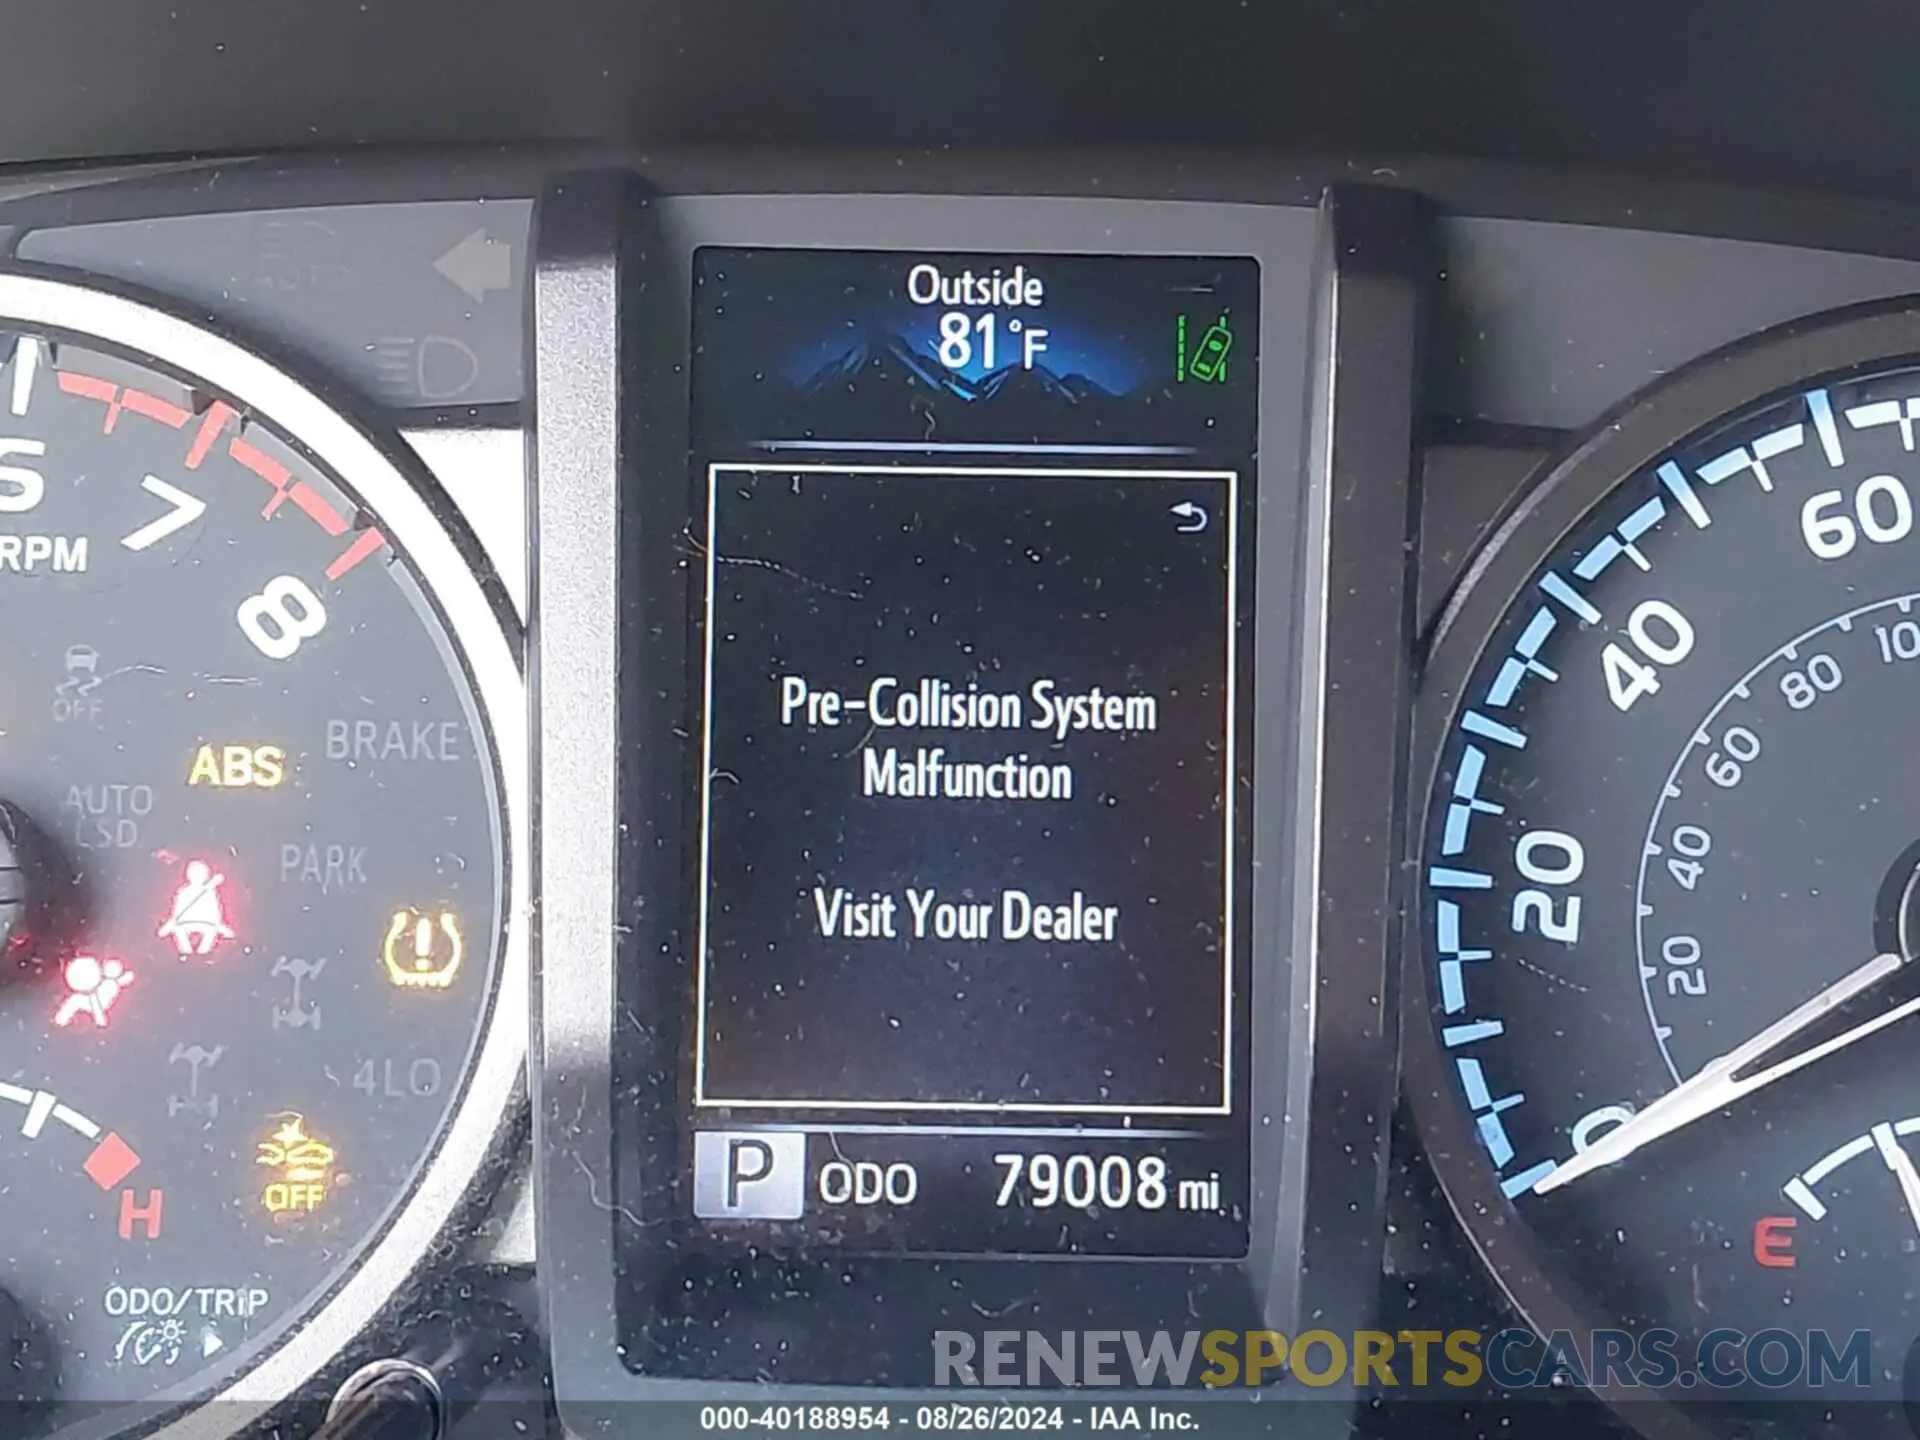 Outside
81°F
AUTO
S
7
RPM
8
OFF
ABS
BRAKE
AUTO
LSD
PARK
4LO
OFF
H
ODO/TRIP
Pre-Collision System
Malfunction
Visit Your Dealer
P ODO 79008 mi
60
40
20
0
100
80
60
40
20
E
RENEWSPORTSCARS.COM
000-40188954 - 08/26/2024 - IAA Inc.